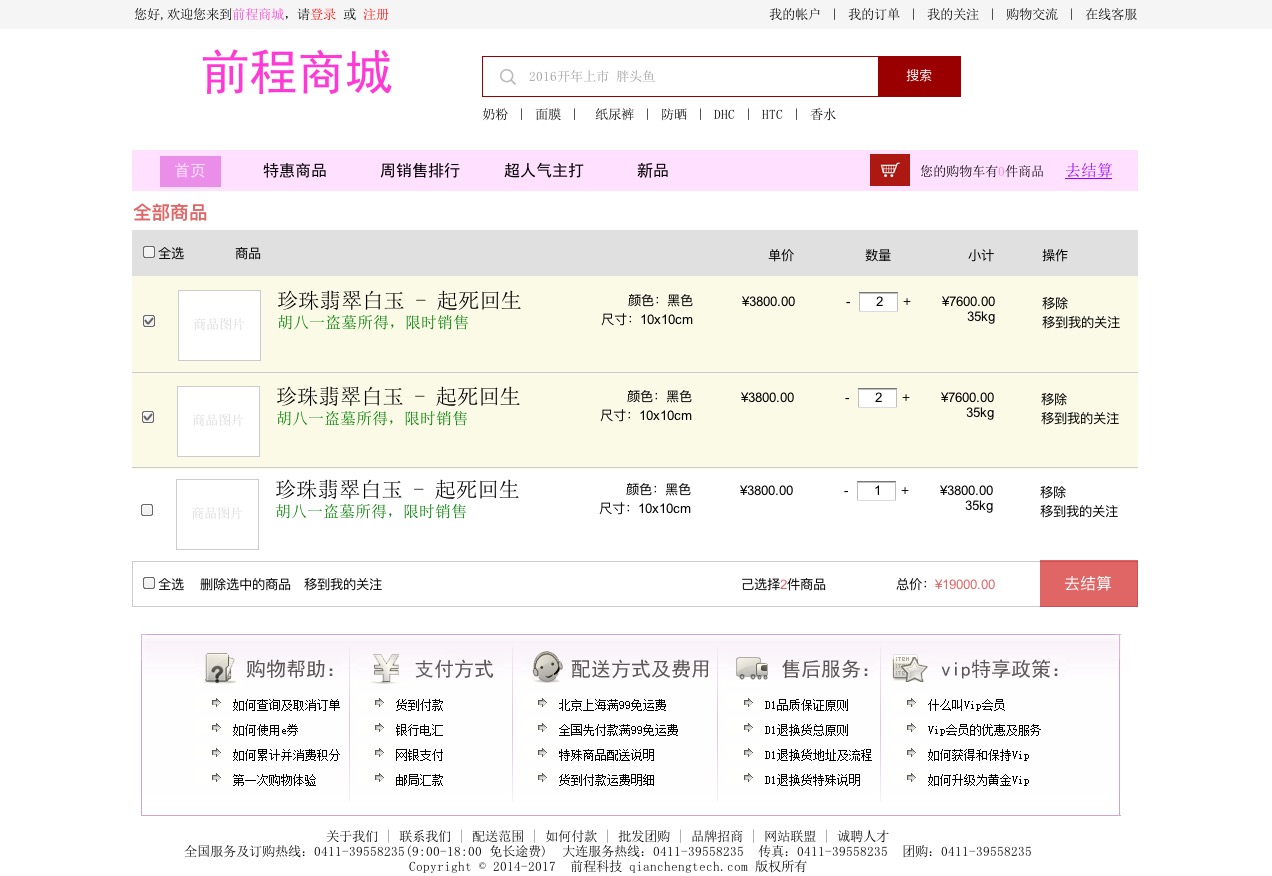 您好,欢迎您来到前程商城，请登录 或 注册 我的帐户 | 我的订单 | 我的关注 | 购物交流 | 在线客服
前程商城
2016开年上市 胖头鱼 搜索
奶粉 | 面膜 | 纸尿裤 | 防晒 | DHC | HTC | 香水
首页 特惠商品 周销售排行 超人气主打 新品 您的购物车有0件商品 去结算
全部商品
全选 商品 单价 数量 小计 操作
珍珠翡翠白玉 - 起死回生 颜色：黑色 ¥3800.00 - 2 + ¥7600.00 移除
商品图片 胡八一盗墓所得，限时销售 尺寸：10x10cm 35kg 移到我的关注
珍珠翡翠白玉 - 起死回生 颜色：黑色 ¥3800.00 - 2 + ¥7600.00 移除
商品图片 胡八一盗墓所得，限时销售 尺寸：10x10cm 35kg 移到我的关注
珍珠翡翠白玉 - 起死回生 颜色：黑色 ¥3800.00 - 1 + ¥3800.00 移除
商品图片 胡八一盗墓所得，限时销售 尺寸：10x10cm 35kg 移到我的关注
全选 删除选中的商品 移到我的关注 己选择2件商品 总价：¥19000.00 去结算
购物帮助： 支付方式 配送方式及费用 售后服务： vip特享政策：
如何查询及取消订单 货到付款 北京上海满99免运费 D1品质保证原则 什么叫Vip会员
如何使用e券 银行电汇 全国先付款满99免运费 D1退换货总原则 Vip会员的优惠及服务
如何累计并消费积分 网银支付 特殊商品配送说明 D1退换货地址及流程 如何获得和保持Vip
第一次购物体验 邮局汇款 货到付款运费明细 D1退换货特殊说明 如何升级为黄金Vip
关于我们 | 联系我们 | 配送范围 | 如何付款 | 批发团购 | 品牌招商 | 网站联盟 | 诚聘人才
全国服务及订购热线：0411-39558235(9:00-18:00 免长途费) 大连服务热线：0411-39558235 传真：0411-39558235 团购：0411-39558235
Copyright © 2014-2017 前程科技 qianchengtech.com 版权所有